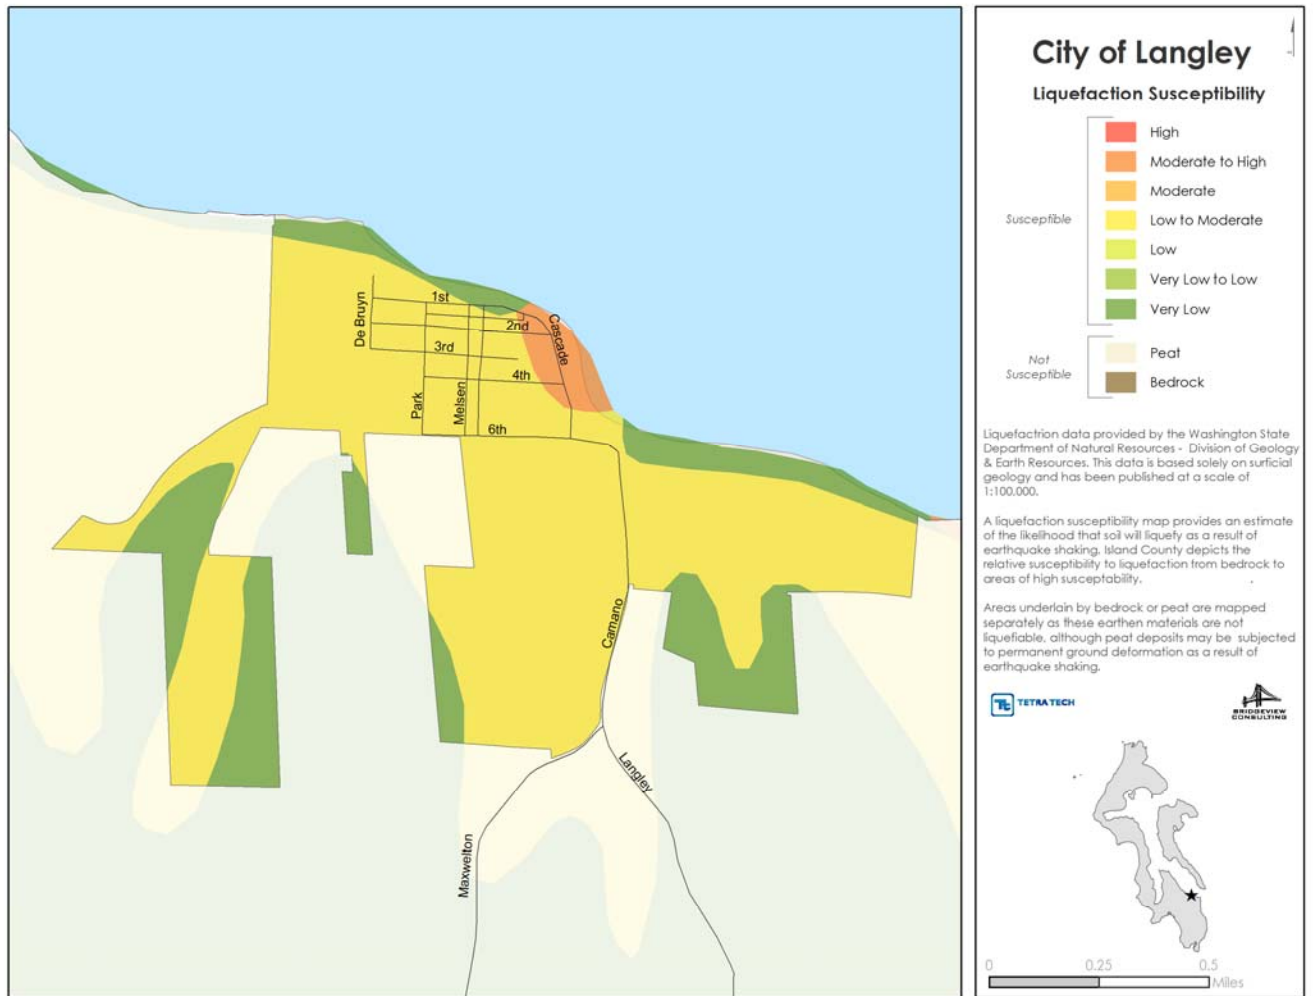 1st
2nd
3rd
4th
6th
De Bruyn
Park
Melsen
Cascade
Camano
Langley
Maxwelton
City of Langley
Liquefaction Susceptibility
Susceptible
High
Moderate to High
Moderate
Low to Moderate
Low
Very Low to Low
Very Low
Not
Susceptible
Peat
Bedrock
Liquefactrion data provided by the Washington State
Department of Natural Resources - Division of Geology
& Earth Resources. This data is based solely on surficial
geology and has been published at a scale of
1:100,000.
A liquefaction susceptibility map provides an estimate
of the likelihood that soil will liquefy as a result of
earthquake shaking. Island County depicts the
relative susceptibility to liquefaction from bedrock to
areas of high susceptability.
Areas underlain by bedrock or peat are mapped
separately as these earthen materials are not
liquefiable, although peat deposits may be subjected
to permanent ground deformation as a result of
earthquake shaking.
TETRA TECH
BRIDGEVIEW
CONSULTING
0 0.25 0.5
Miles